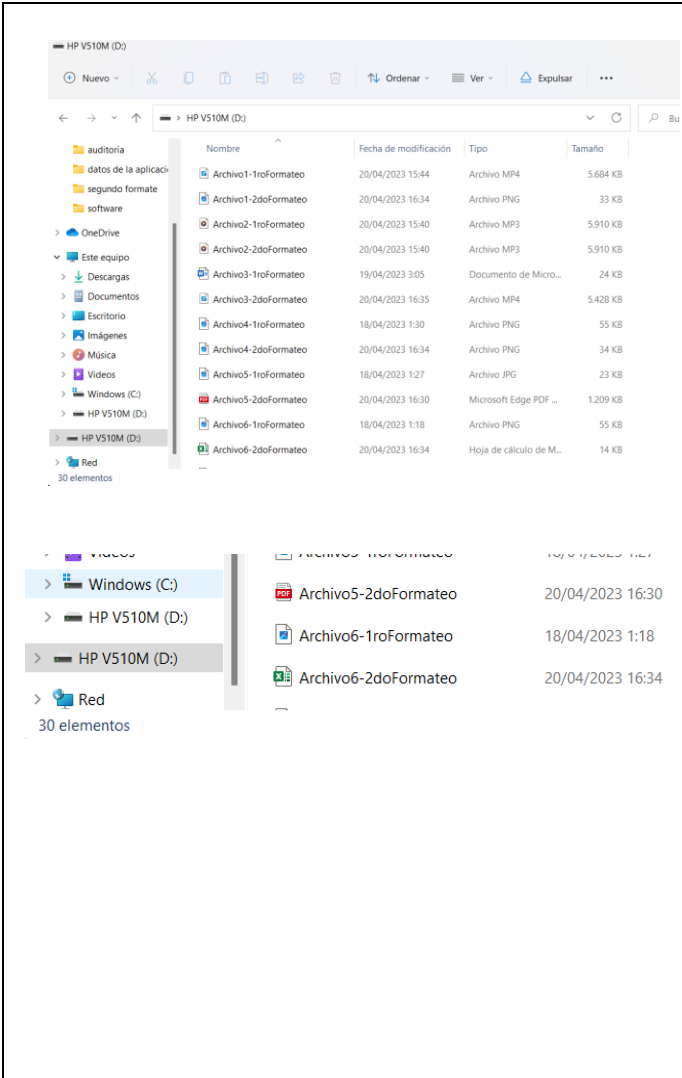 HP V510M (D:)
Nuevo Ordenar Ver Expulsar •••
HP V510M (D:) Bu
Nombre Fecha de modificación Tipo Tamaño
auditoria
datos de la aplicaci
segundo formate
software
OneDrive
Este equipo
Descargas
Documentos
Escritorio
Imágenes
Música
Videos
Windows (C:)
HP V510M (D:)
HP V510M (D:)
Red
30 elementos
Archivo1-1roFormateo 20/04/2023 15:44 Archivo MP4 5.684 KB
Archivo1-2doFormateo 20/04/2023 16:34 Archivo PNG 33 KB
Archivo2-1roFormateo 20/04/2023 15:40 Archivo MP3 5.910 KB
Archivo2-2doFormateo 20/04/2023 15:40 Archivo MP3 5.910 KB
Archivo3-1roFormateo 19/04/2023 3:05 Documento de Micro... 24 KB
Archivo3-2doFormateo 20/04/2023 16:35 Archivo MP4 5.428 KB
Archivo4-1roFormateo 18/04/2023 1:30 Archivo PNG 55 KB
Archivo4-2doFormateo 20/04/2023 16:34 Archivo PNG 34 KB
Archivo5-1roFormateo 18/04/2023 1:27 Archivo JPG 23 KB
Archivo5-2doFormateo 20/04/2023 16:30 Microsoft Edge PDF ... 1.209 KB
Archivo6-1roFormateo 18/04/2023 1:18 Archivo PNG 55 KB
Archivo6-2doFormateo 20/04/2023 16:34 Hoja de cálculo de M... 14 KB
Videos
Windows (C:)
HP V510M (D:)
HP V510M (D:)
Red
30 elementos
Archivo5-1roFormateo 18/04/2023 1:27
Archivo5-2doFormateo 20/04/2023 16:30
Archivo6-1roFormateo 18/04/2023 1:18
Archivo6-2doFormateo 20/04/2023 16:34